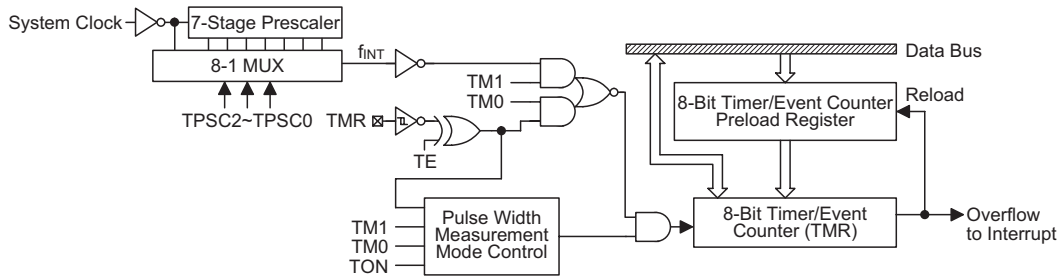 System Clock
7-Stage Prescaler
8-1 MUX
fINT
TPSC2~TPSC0
TM1
TM0
TMR
TE
Data Bus
8-Bit Timer/Event Counter
Preload Register
Reload
TM1
TM0
TON
Pulse Width
Measurement
Mode Control
8-Bit Timer/Event
Counter (TMR)
Overflow
to Interrupt